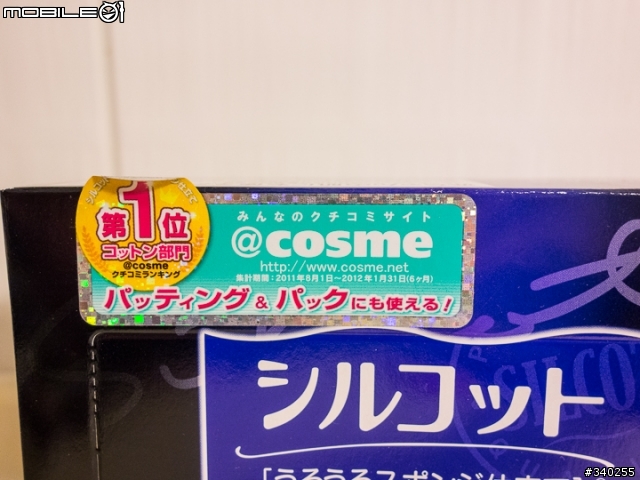 MOBILE01
第1位
コットン部門
@cosme
クチコミランキング
みんなのクチコミサイト
@cosme
http://www.cosme.net
集計期間:2011年8月1日〜2012年1月31日(6ヶ月)
パッティング&パックにも使える!
シルコット
SILCO
#340255